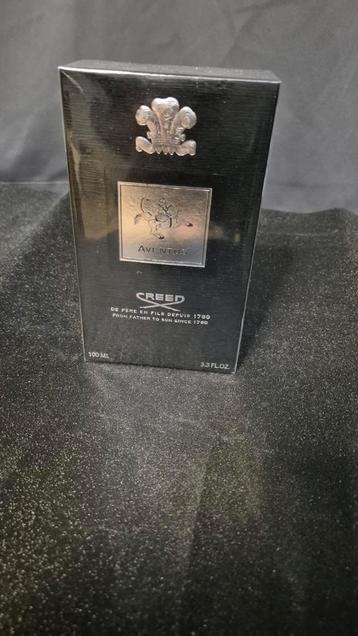 AVENTUS
CREED
DE PÈRE EN FILS DEPUIS 1760
FROM FATHER TO SON SINCE 1760
100 ML
3.3 FL.OZ.